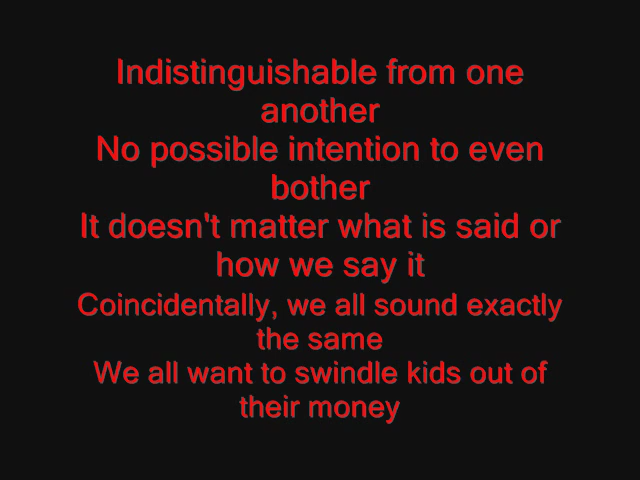 Indistinguishable from one
another
No possible intention to even
bother
It doesn't matter what is said or
how we say it
Coincidentally, we all sound exactly
the same
We all want to swindle kids out of
their money